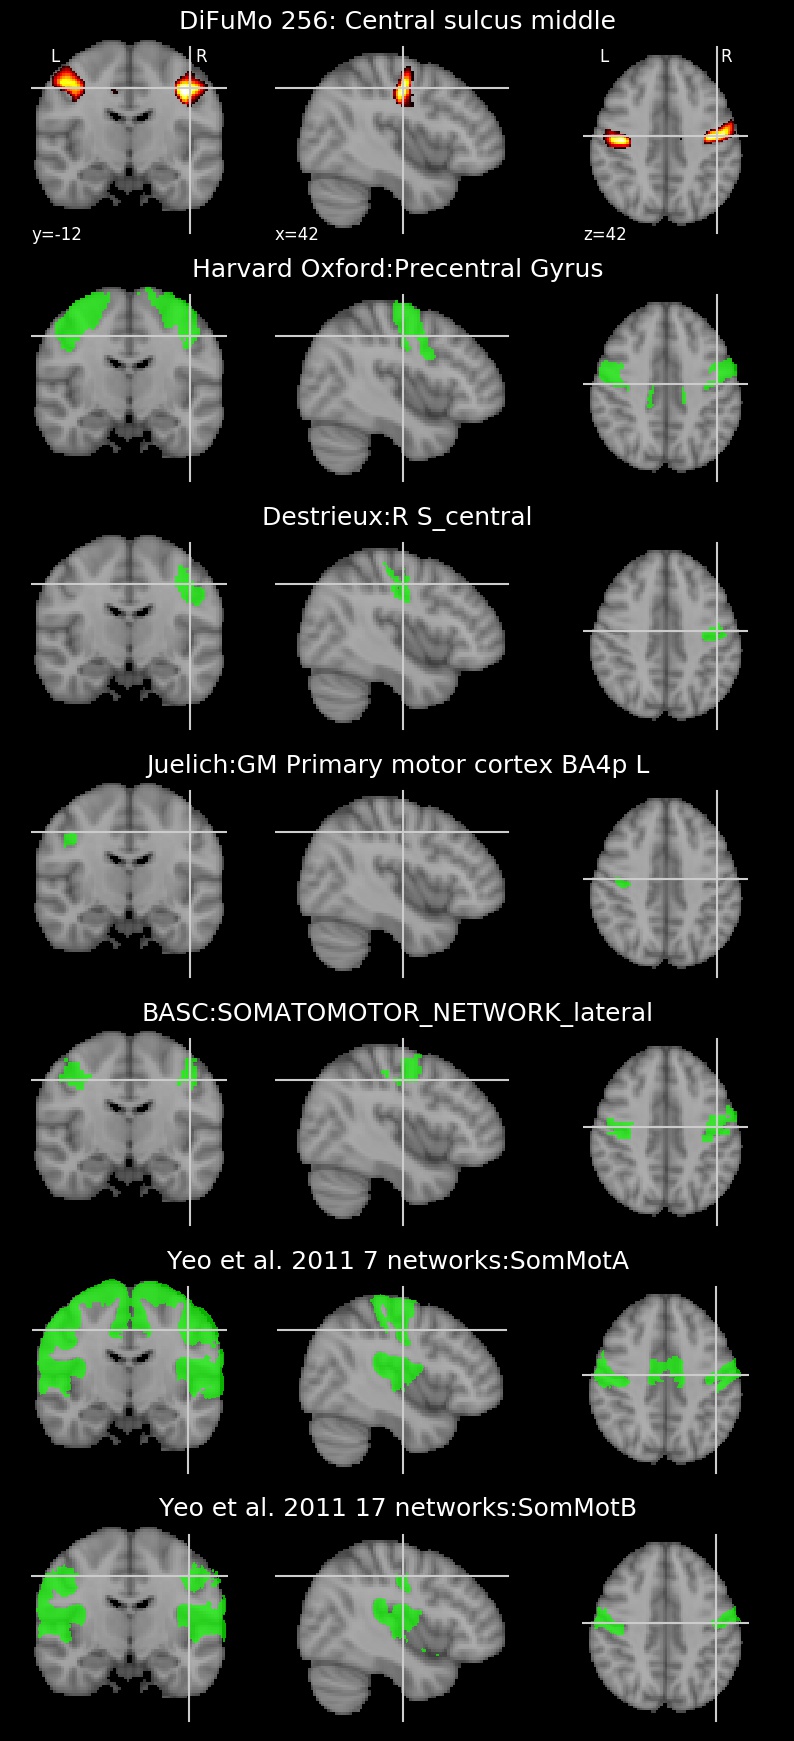 DiFuMo 256: Central sulcus middle
L R L R
y=-12 x=42 z=42
Harvard Oxford:Precentral Gyrus
Destrieux:R S_central
Juelich:GM Primary motor cortex BA4p L
BASC:SOMATOMOTOR_NETWORK_lateral
Yeo et al. 2011 7 networks:SomMotA
Yeo et al. 2011 17 networks:SomMotB